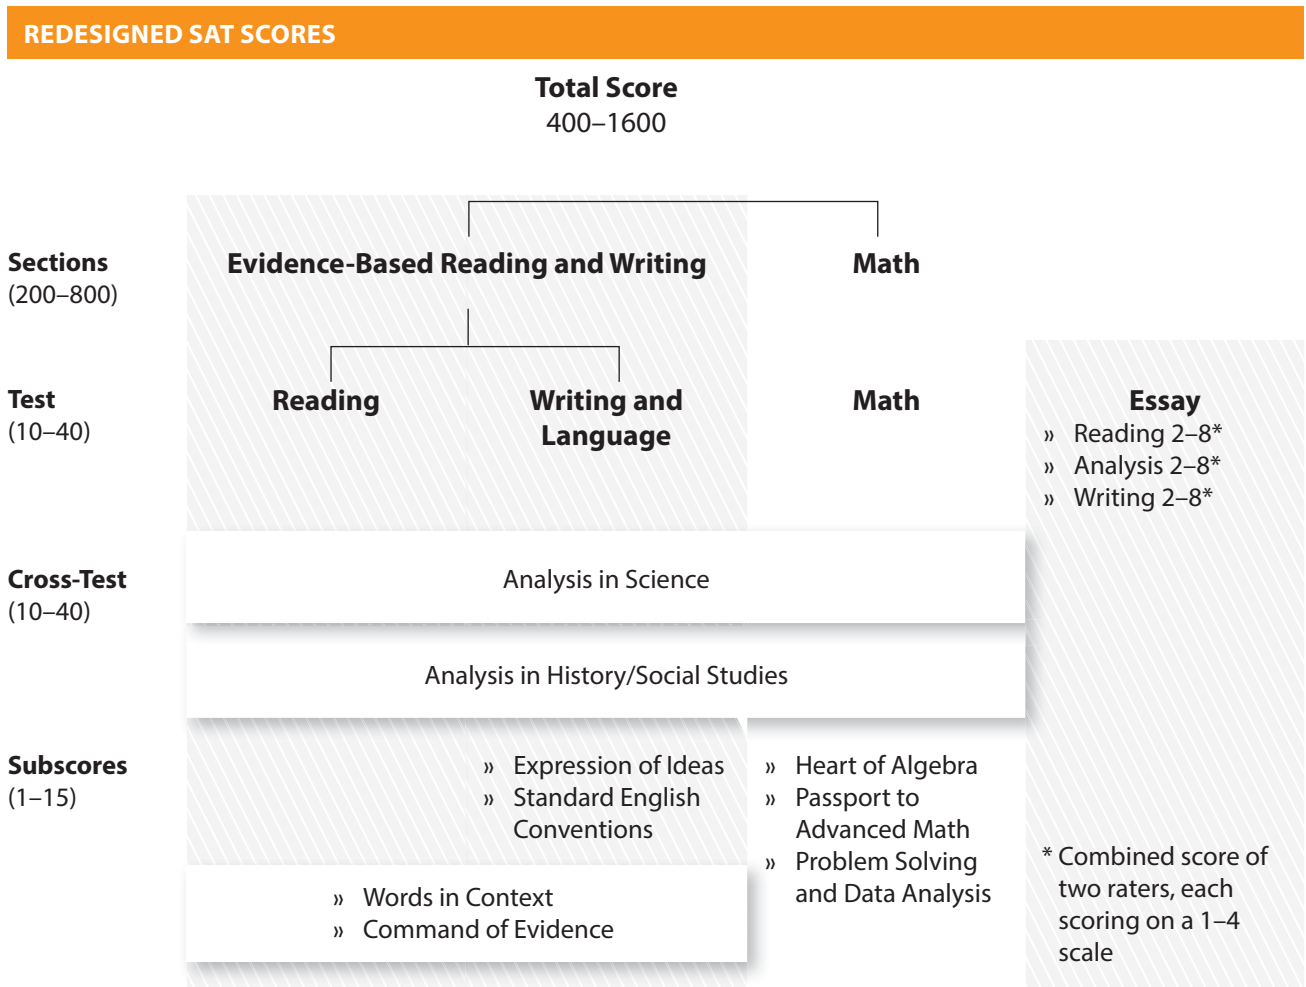 REDESIGNED SAT SCORES
Total Score
400–1600
Sections
(200–800)
Evidence-Based Reading and Writing
Math
Test
(10–40)
Reading
Writing and
Language
Math
Essay
» Reading 2–8*
» Analysis 2–8*
» Writing 2–8*
Cross-Test
(10–40)
Analysis in Science
Analysis in History/Social Studies
Subscores
(1–15)
» Expression of Ideas
» Standard English
Conventions
» Words in Context
» Command of Evidence
» Heart of Algebra
» Passport to
Advanced Math
» Problem Solving
and Data Analysis
* Combined score of
two raters, each
scoring on a 1–4
scale